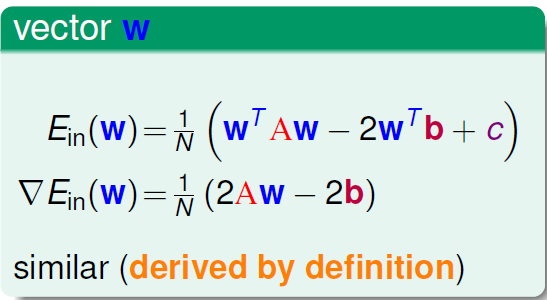 vector w
E_in(w) = 1/N (w^T A w − 2w^T b + c)
∇E_in(w) = 1/N (2Aw − 2b)
similar (derived by definition)